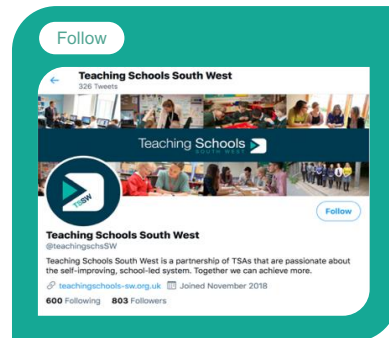 Follow
Teaching Schools South West
326 Tweets
Teaching Schools
SOUTH WEST
TSSW
Follow
Teaching Schools South West
@teachingschsSW
Teaching Schools South West is a partnership of TSAs that are passionate about
the self-improving, school-led system. Together we can achieve more.
teachingschools-sw.org.uk Joined November 2018
600 Following 803 Followers